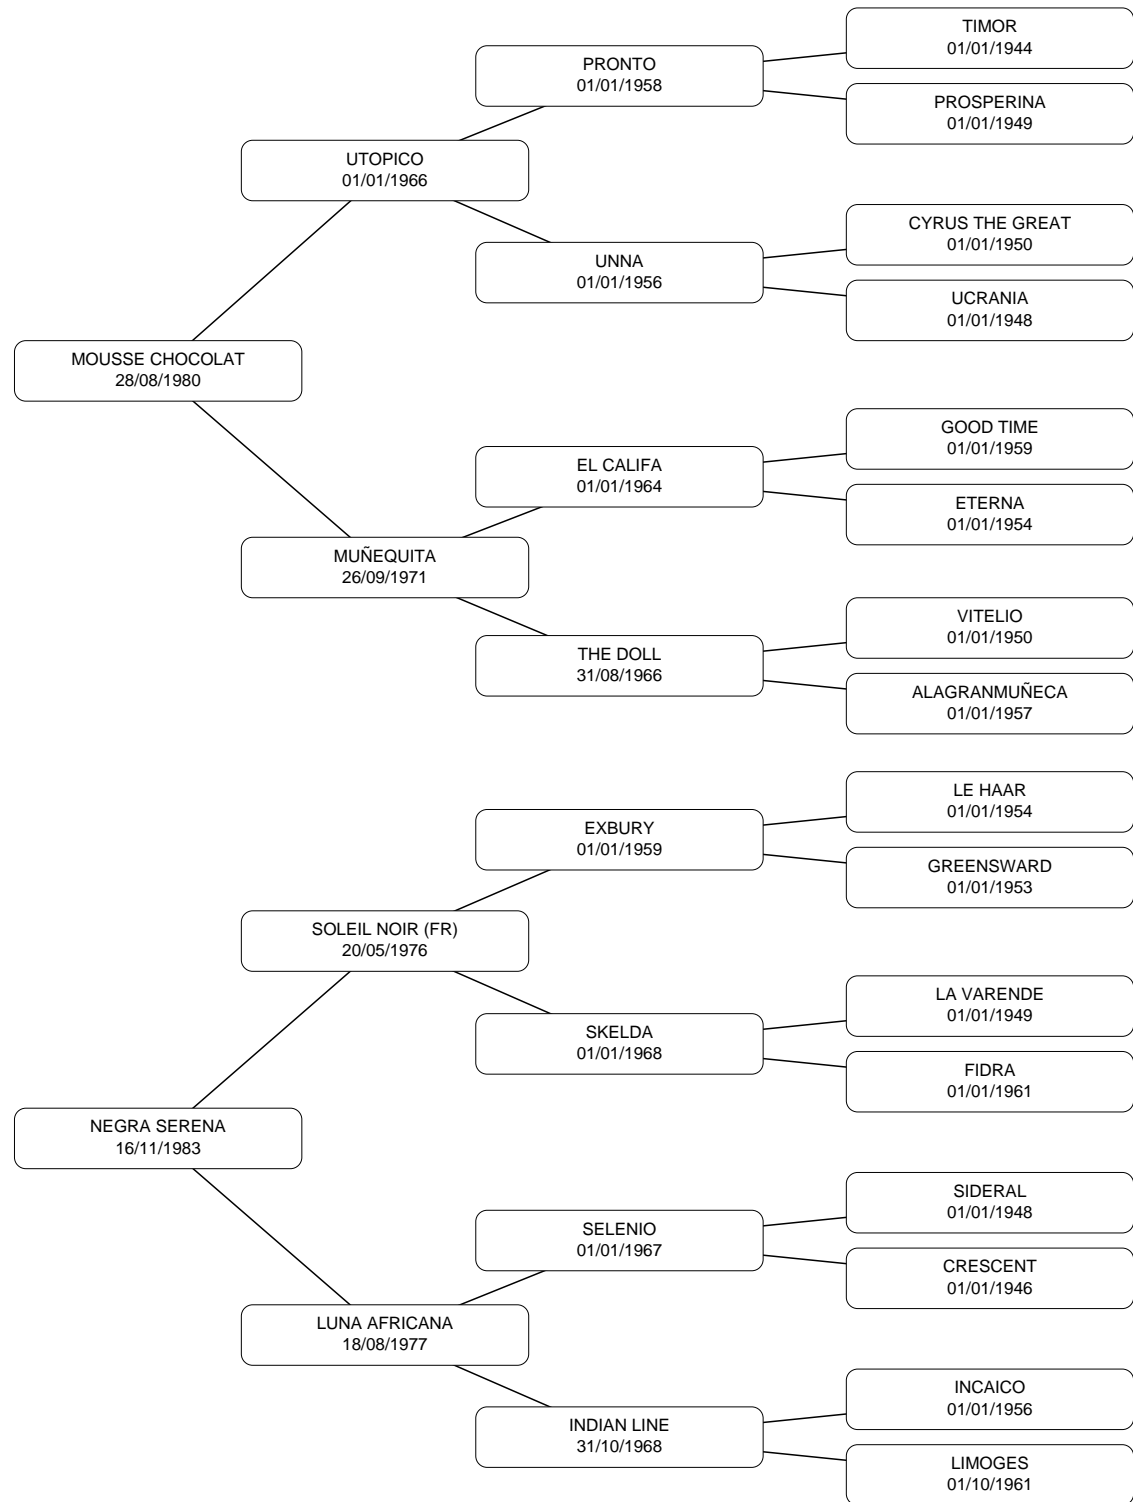 TIMOR
01/01/1944
PRONTO
01/01/1958
PROSPERINA
01/01/1949
UTOPICO
01/01/1966
CYRUS THE GREAT
01/01/1950
UNNA
01/01/1956
UCRANIA
01/01/1948
MOUSSE CHOCOLAT
28/08/1980
GOOD TIME
01/01/1959
EL CALIFA
01/01/1964
ETERNA
01/01/1954
MUÑEQUITA
26/09/1971
VITELIO
01/01/1950
THE DOLL
31/08/1966
ALAGRANMUÑECA
01/01/1957
LE HAAR
01/01/1954
EXBURY
01/01/1959
GREENSWARD
01/01/1953
SOLEIL NOIR (FR)
20/05/1976
LA VARENDE
01/01/1949
SKELDA
01/01/1968
FIDRA
01/01/1961
NEGRA SERENA
16/11/1983
SIDERAL
01/01/1948
SELENIO
01/01/1967
CRESCENT
01/01/1946
LUNA AFRICANA
18/08/1977
INCAICO
01/01/1956
INDIAN LINE
31/10/1968
LIMOGES
01/10/1961